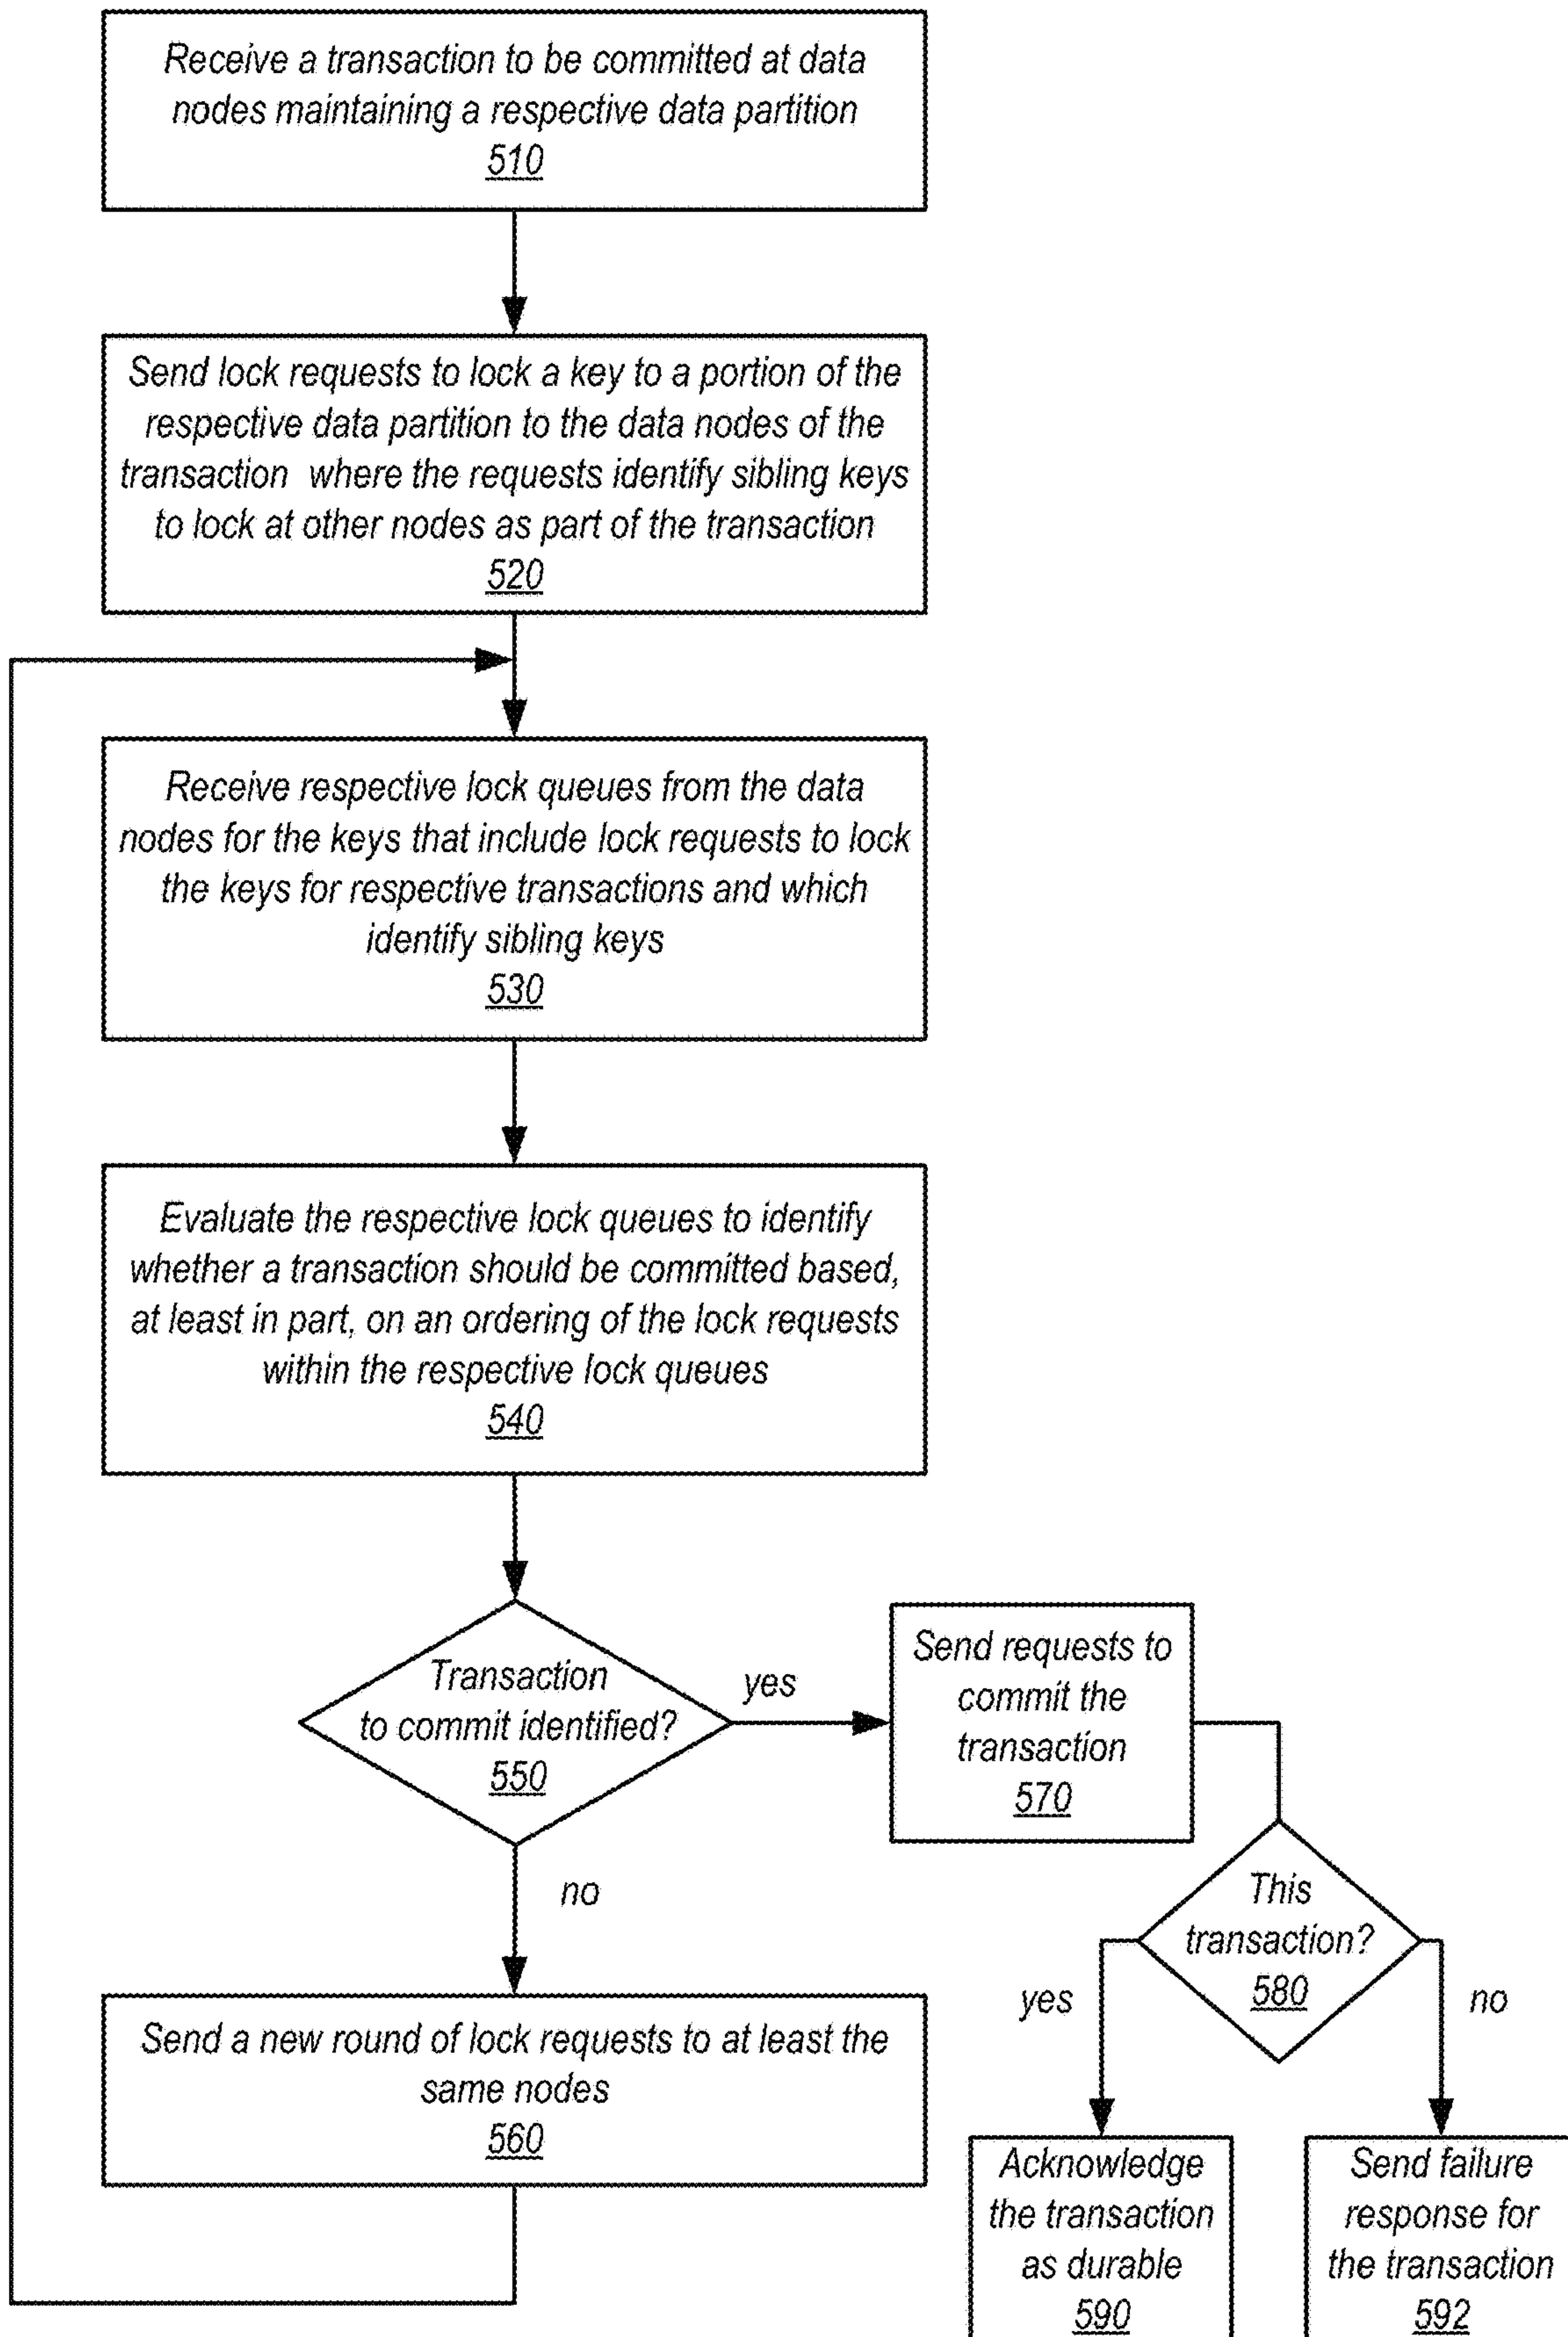 Receive a transaction to be committed at data
nodes maintaining a respective data partition
510
Send lock requests to lock a key to a portion of the
respective data partition to the data nodes of the
transaction where the requests identify sibling keys
to lock at other nodes as part of the transaction
520
Receive respective lock queues from the data
nodes for the keys that include lock requests to lock
the keys for respective transactions and which
identify sibling keys
530
Evaluate the respective lock queues to identify
whether a transaction should be committed based,
at least in part, on an ordering of the lock requests
within the respective lock queues
540
Transaction
to commit identified?
550
yes
Send requests to
commit the
transaction
570
no
This
transaction?
580
yes
no
Send a new round of lock requests to at least the
same nodes
560
Acknowledge
the transaction
as durable
590
Send failure
response for
the transaction
592